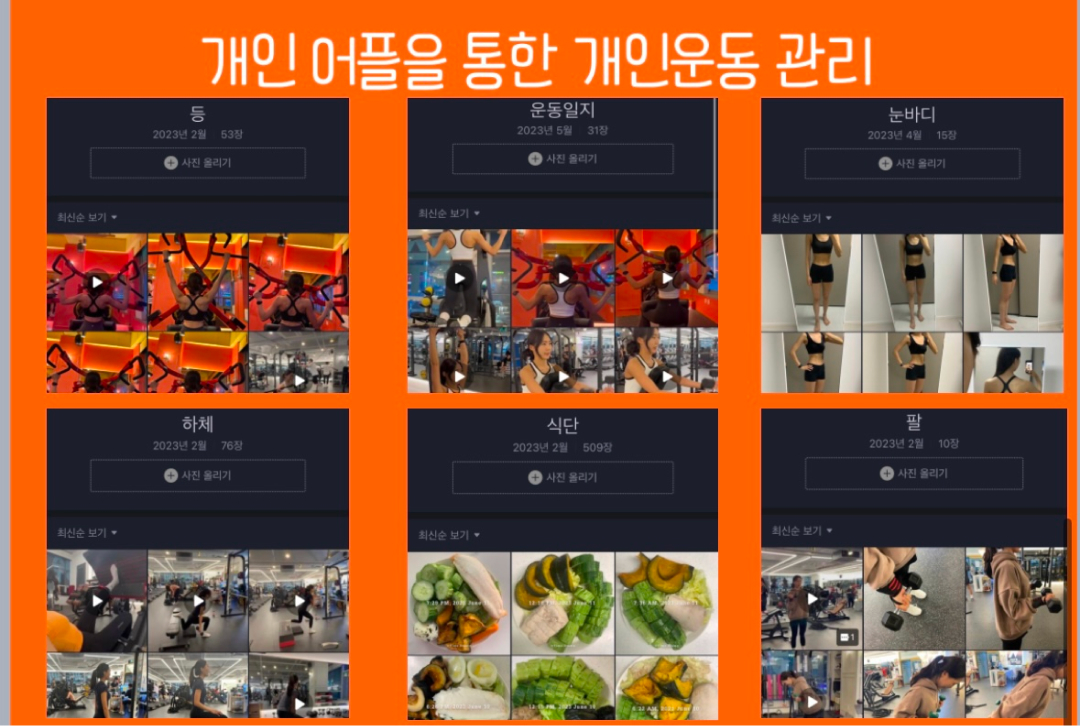 개인 어플을 통한 개인운동 관리
등
2023년 2월 53장
사진 올리기
최신순 보기
운동일지
2023년 5월 31장
사진 올리기
최신순 보기
눈바디
2023년 4월 15장
사진 올리기
최신순 보기
하체
2023년 2월 76장
사진 올리기
최신순 보기
식단
2023년 2월 509장
사진 올리기
최신순 보기
팔
2023년 2월 10장
사진 올리기
최신순 보기
1